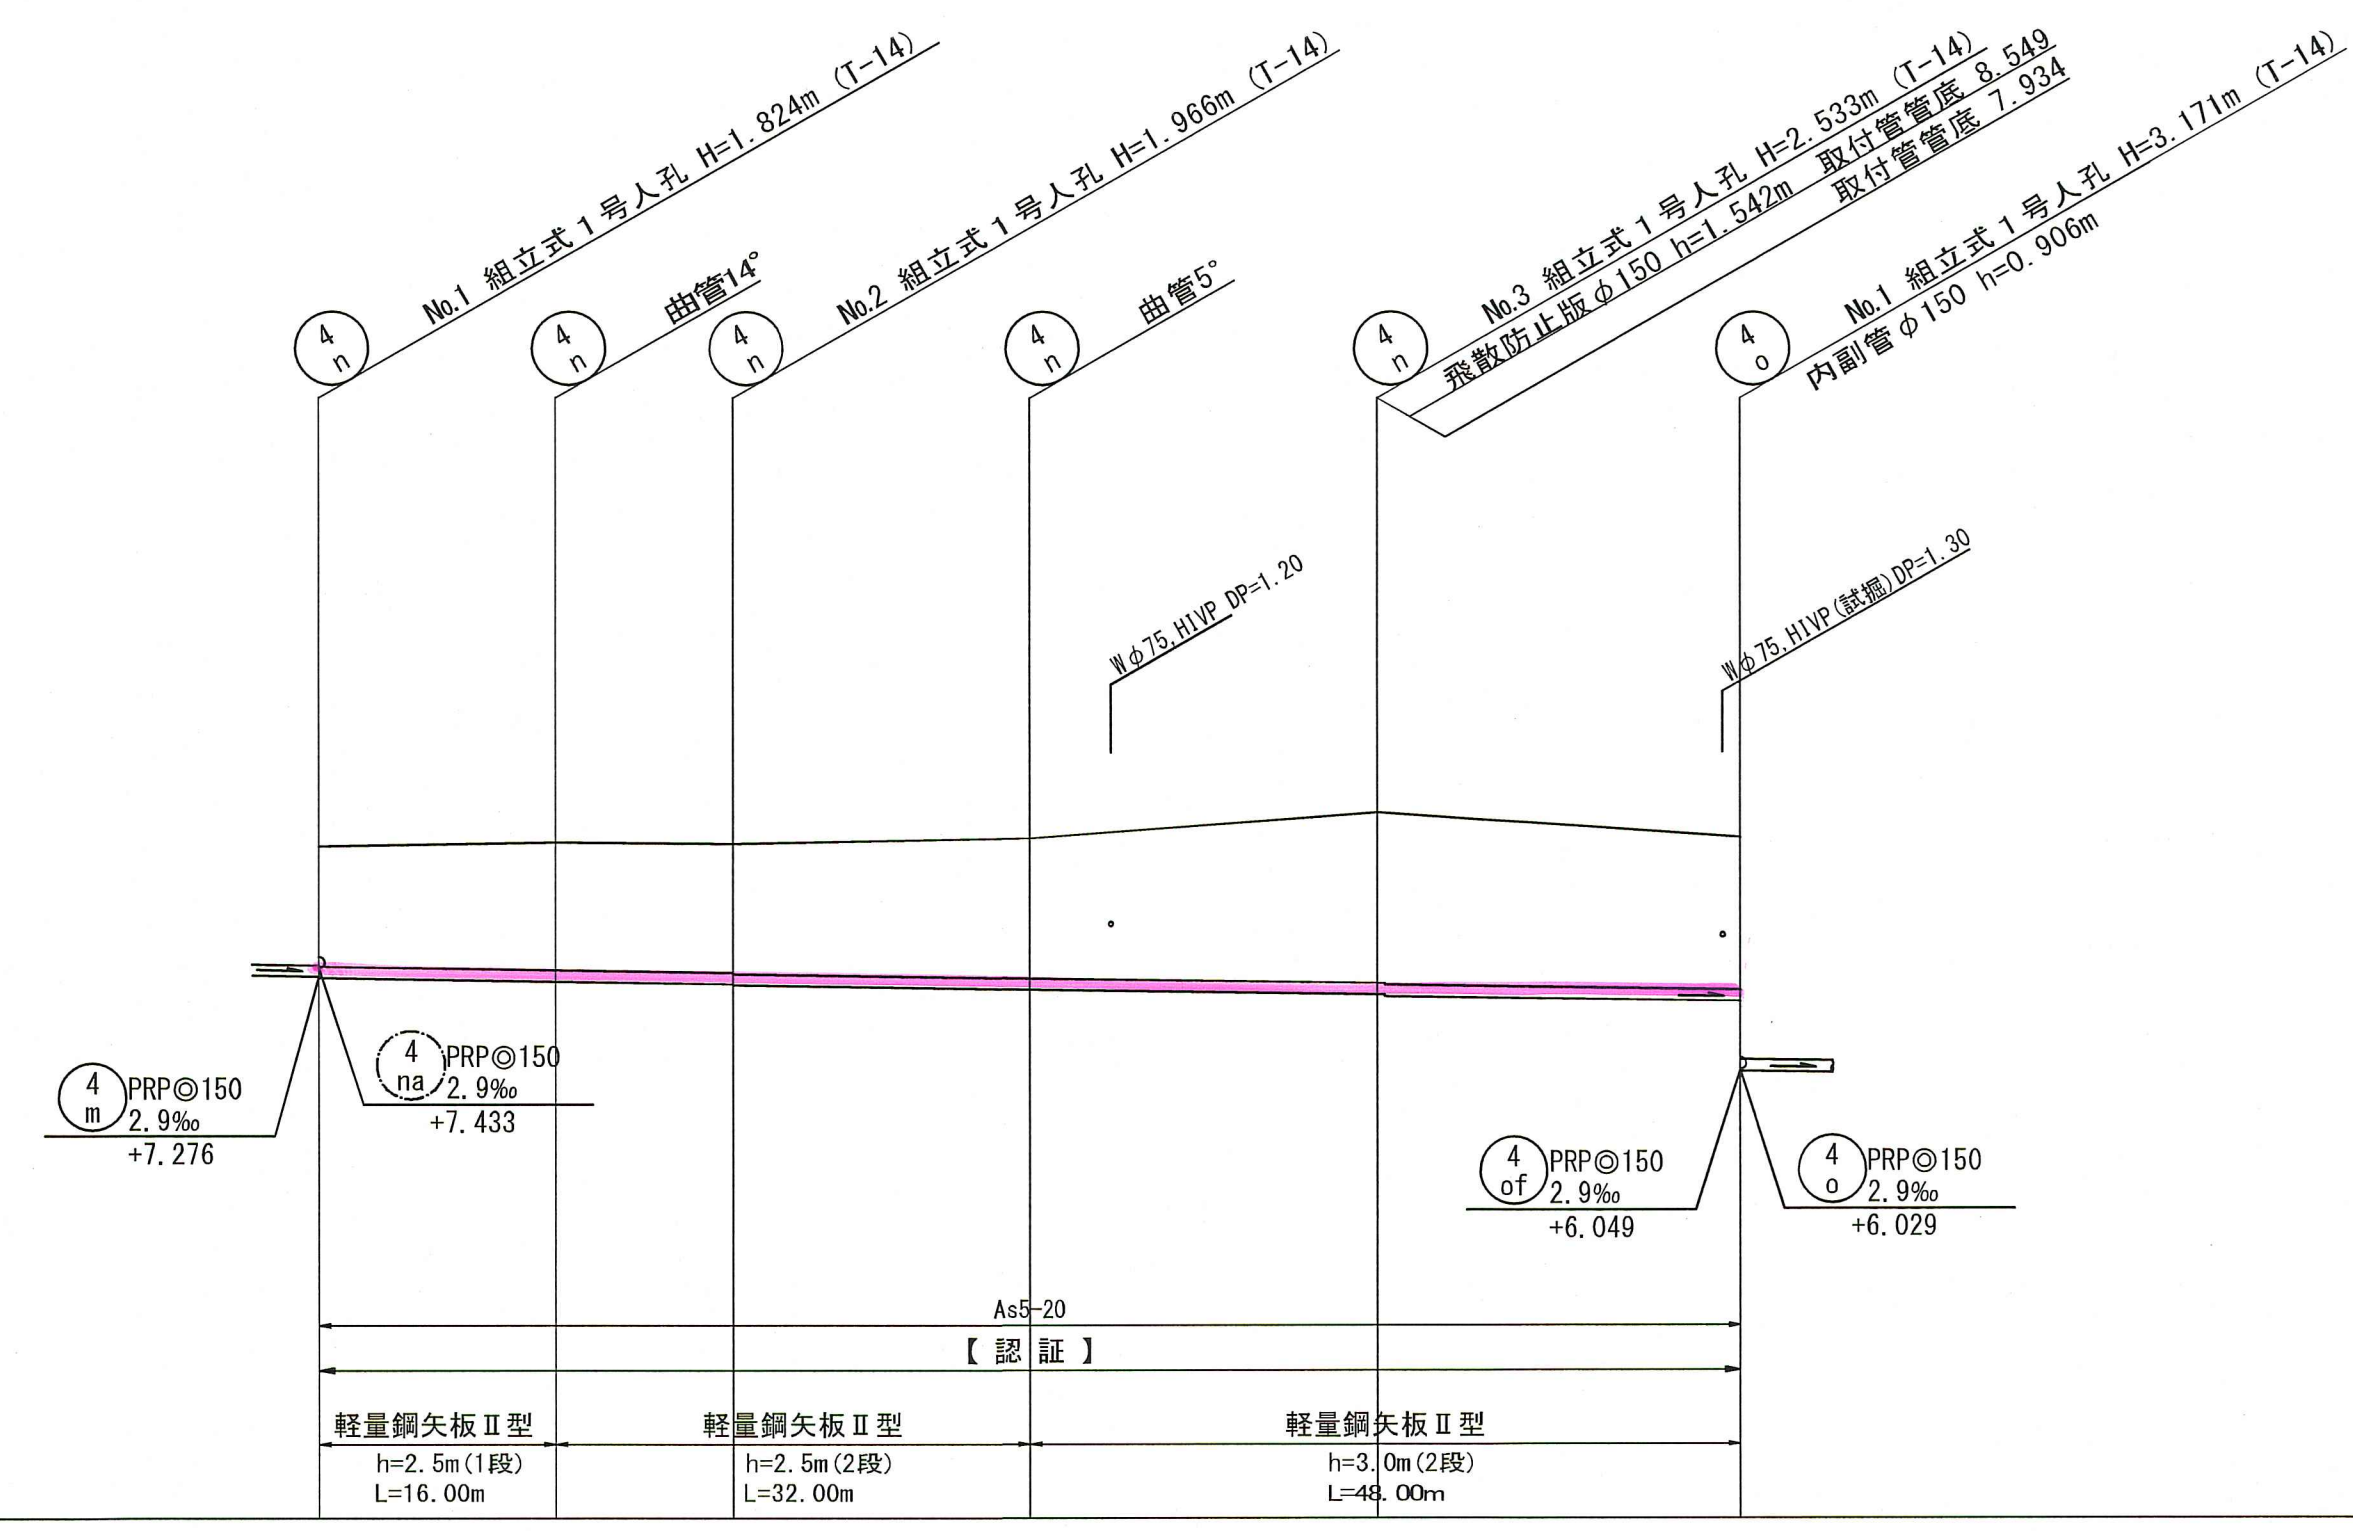 4
n
No.1 組立式1号人孔 H=1.824m (T-14)
4
n
曲管14°
4
n
No.2 組立式1号人孔 H=1.966m (T-14)
4
n
曲管5°
4
n
No.3 組立式1号人孔 H=2.533m (T-14)
飛散防止版φ150 h=1.542m 取付管管底 8.549
取付管管底 7.934
4
o
No.1 組立式1号人孔 H=3.171m (T-14)
内副管φ150 h=0.906m
Wφ75,HIVP DP=1.20
Wφ75,HIVP(試掘)DP=1.30
4
m
PRP◎150
2.9‰
+7.276
4
na
PRP◎150
2.9‰
+7.433
4
of
PRP◎150
2.9‰
+6.049
4
o
PRP◎150
2.9‰
+6.029
As5-20
【 認 証 】
軽量鋼矢板Ⅱ型
h=2.5m(1段)
L=16.00m
軽量鋼矢板Ⅱ型
h=2.5m(2段)
L=32.00m
軽量鋼矢板Ⅱ型
h=3.0m(2段)
L=48.00m